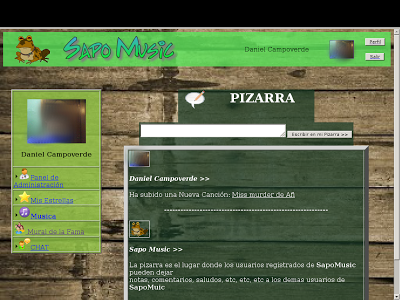 Sapo Music
Daniel Campoverde
Perfil
Salir
PIZARRA
Daniel Campoverde
Escribir en mi Pizarra >>
Panel de
Administración
Mis Estrellas
Musica
Mural de la Fama
CHAT
Daniel Campoverde >>
Ha subido una Nueva Canción: Miss murder de Afi
Sapo Music >>
La pizarra es el lugar donde los usuarios registrados de SapoMusic
pueden dejar
notas, comentarios, saludos, etc, etc, etc a los demas usuarios de
SapoMuic